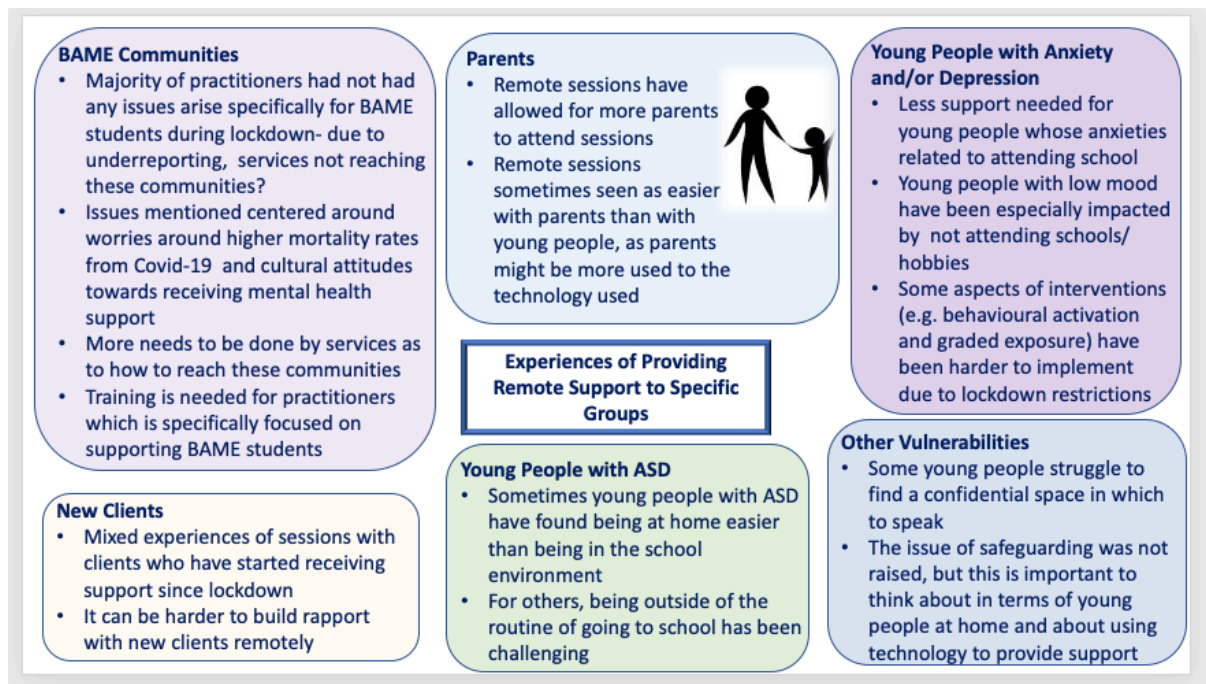 BAME Communities
• Majority of practitioners had not had
any issues arise specifically for BAME
students during lockdown- due to
underreporting, services not reaching
these communities?
• Issues mentioned centered around
worries around higher mortality rates
from Covid-19 and cultural attitudes
towards receiving mental health
support
• More needs to be done by services as
to how to reach these communities
• Training is needed for practitioners
which is specifically focused on
supporting BAME students
New Clients
• Mixed experiences of sessions with
clients who have started receiving
support since lockdown
• It can be harder to build rapport
with new clients remotely
Parents
• Remote sessions have
allowed for more parents
to attend sessions
• Remote sessions
sometimes seen as easier
with parents than with
young people, as parents
might be more used to the
technology used
Experiences of Providing
Remote Support to Specific
Groups
Young People with ASD
• Sometimes young people with ASD
have found being at home easier
than being in the school
environment
• For others, being outside of the
routine of going to school has been
challenging
Young People with Anxiety
and/or Depression
• Less support needed for
young people whose anxieties
related to attending school
• Young people with low mood
have been especially impacted
by not attending schools/
hobbies
• Some aspects of interventions
(e.g. behavioural activation
and graded exposure) have
been harder to implement
due to lockdown restrictions
Other Vulnerabilities
• Some young people struggle to
find a confidential space in which
to speak
• The issue of safeguarding was not
raised, but this is important to
think about in terms of young
people at home and about using
technology to provide support